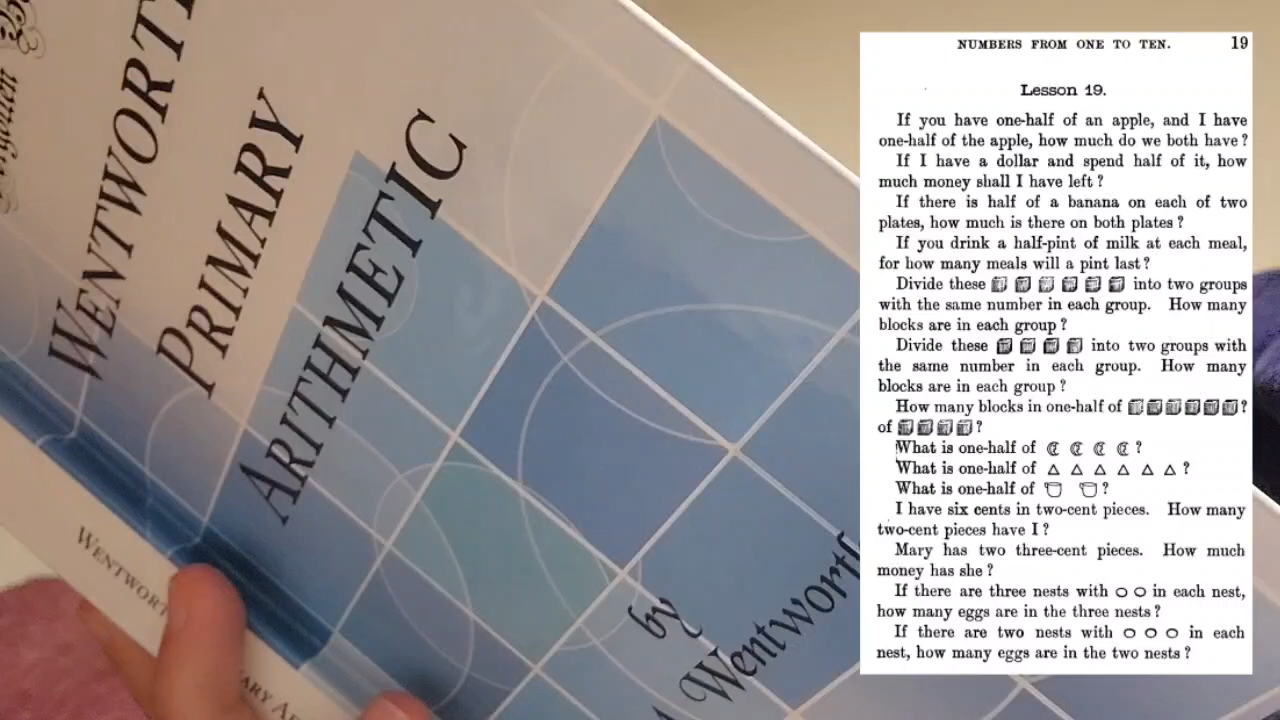 WENTWORTH
PRIMARY
ARITHMETIC
by
Wentworth
WENTWORT
ARY AR
NUMBERS FROM ONE TO TEN. 19
Lesson 19.
If you have one-half of an apple, and I have
one-half of the apple, how much do we both have?
If I have a dollar and spend half of it, how
much money shall I have left?
If there is half of a banana on each of two
plates, how much is there on both plates?
If you drink a half-pint of milk at each meal,
for how many meals will a pint last?
Divide these into two groups
with the same number in each group. How many
blocks are in each group?
Divide these into two groups with
the same number in each group. How many
blocks are in each group?
How many blocks in one-half of ?
of ?
What is one-half of ?
What is one-half of ?
What is one-half of ?
I have six cents in two-cent pieces. How many
two-cent pieces have I?
Mary has two three-cent pieces. How much
money has she?
If there are three nests with in each nest,
how many eggs are in the three nests?
If there are two nests with in each
nest, how many eggs are in the two nests?